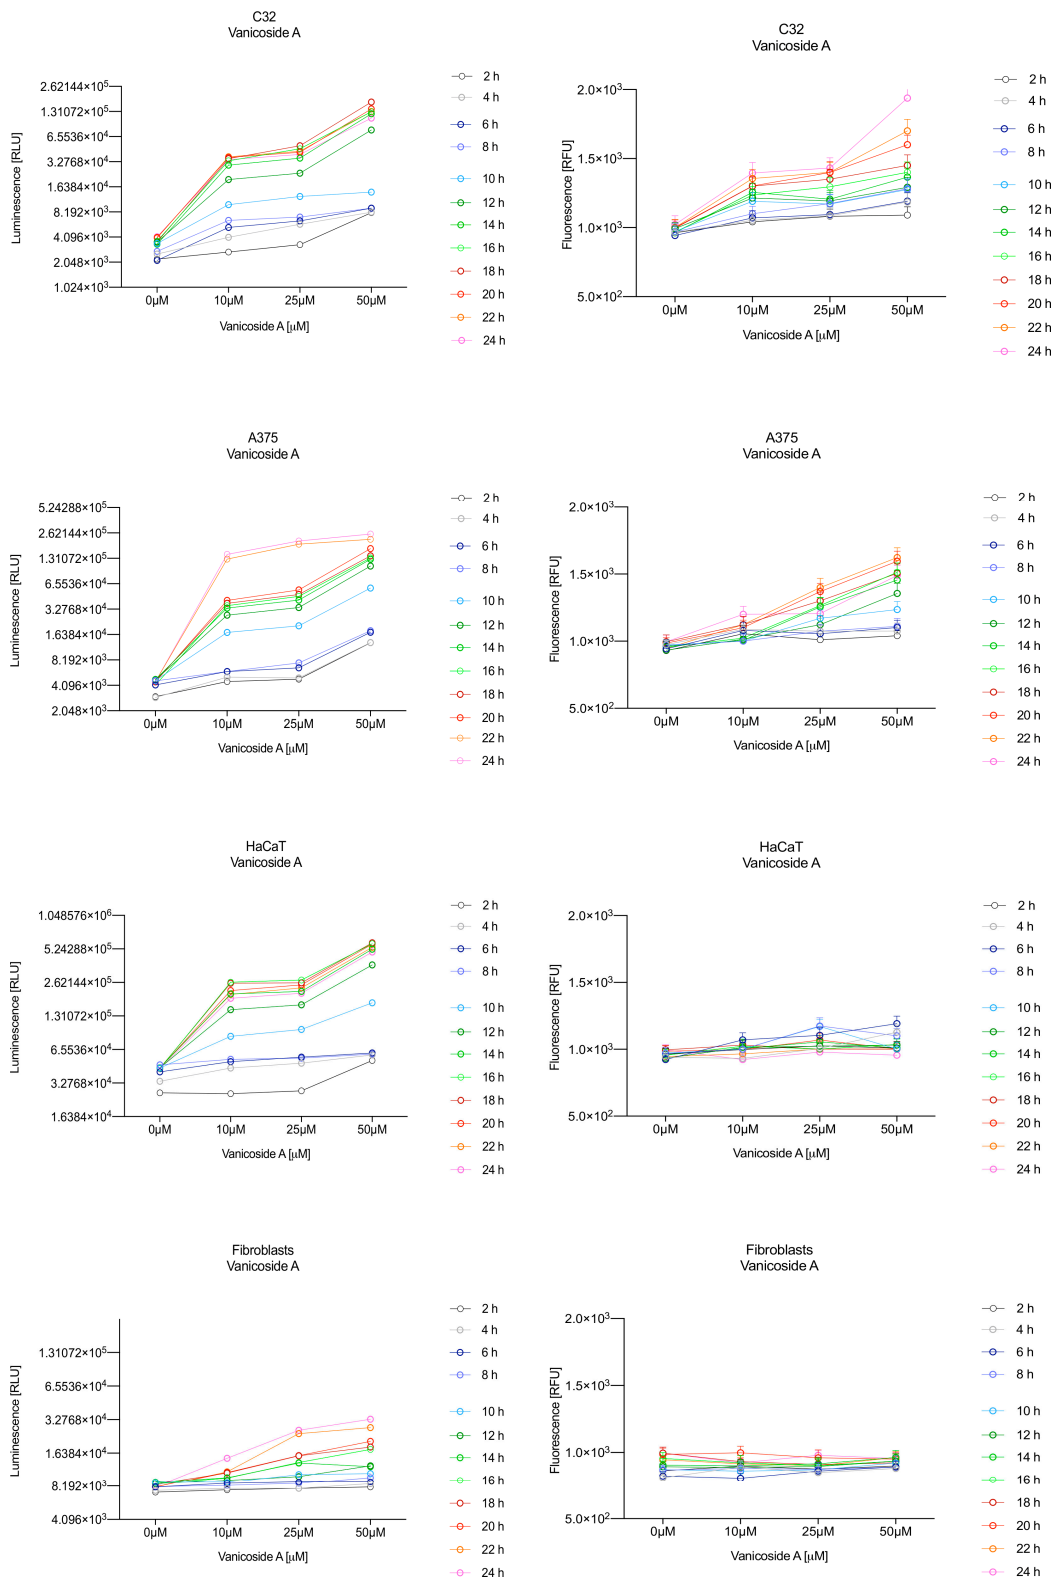 C32
Vanicoside A
Luminescence [RLU]
2.62144×10⁵
1.31072×10⁵
6.5536×10⁴
3.2768×10⁴
1.6384×10⁴
8.192×10³
4.096×10³
2.048×10³
1.024×10³
0μM
10μM
25μM
50μM
Vanicoside A [μM]
2 h
4 h
6 h
8 h
10 h
12 h
14 h
16 h
18 h
20 h
22 h
24 h
C32
Vanicoside A
Fluorescence [RFU]
2.0×10³
1.5×10³
1.0×10³
5.0×10²
0μM
10μM
25μM
50μM
Vanicoside A [μM]
2 h
4 h
6 h
8 h
10 h
12 h
14 h
16 h
18 h
20 h
22 h
24 h
A375
Vanicoside A
Luminescence [RLU]
5.24288×10⁵
2.62144×10⁵
1.31072×10⁵
6.5536×10⁴
3.2768×10⁴
1.6384×10⁴
8.192×10³
4.096×10³
2.048×10³
0μM
10μM
25μM
50μM
Vanicoside A [μM]
2 h
4 h
6 h
8 h
10 h
12 h
14 h
16 h
18 h
20 h
22 h
24 h
A375
Vanicoside A
Fluorescence [RFU]
2.0×10³
1.5×10³
1.0×10³
5.0×10²
0μM
10μM
25μM
50μM
Vanicoside A [μM]
2 h
4 h
6 h
8 h
10 h
12 h
14 h
16 h
18 h
20 h
22 h
24 h
HaCaT
Vanicoside A
Luminescence [RLU]
1.048576×10⁶
5.24288×10⁵
2.62144×10⁵
1.31072×10⁵
6.5536×10⁴
3.2768×10⁴
1.6384×10⁴
0μM
10μM
25μM
50μM
Vanicoside A [μM]
2 h
4 h
6 h
8 h
10 h
12 h
14 h
16 h
18 h
20 h
22 h
24 h
HaCaT
Vanicoside A
Fluorescence [RFU]
2.0×10³
1.5×10³
1.0×10³
5.0×10²
0μM
10μM
25μM
50μM
Vanicoside A [μM]
2 h
4 h
6 h
8 h
10 h
12 h
14 h
16 h
18 h
20 h
22 h
24 h
Fibroblasts
Vanicoside A
Luminescence [RLU]
1.31072×10⁵
6.5536×10⁴
3.2768×10⁴
1.6384×10⁴
8.192×10³
4.096×10³
0μM
10μM
25μM
50μM
Vanicoside A [μM]
2 h
4 h
6 h
8 h
10 h
12 h
14 h
16 h
18 h
20 h
22 h
24 h
Fibroblasts
Vanicoside A
Fluorescence [RFU]
2.0×10³
1.5×10³
1.0×10³
5.0×10²
0μM
10μM
25μM
50μM
Vanicoside A [μM]
2 h
4 h
6 h
8 h
10 h
12 h
14 h
16 h
18 h
20 h
22 h
24 h